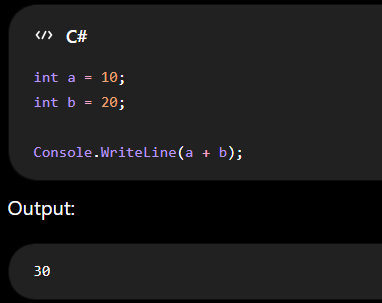 </> C#
int a = 10;
int b = 20;
Console.WriteLine(a + b);
Output:
30